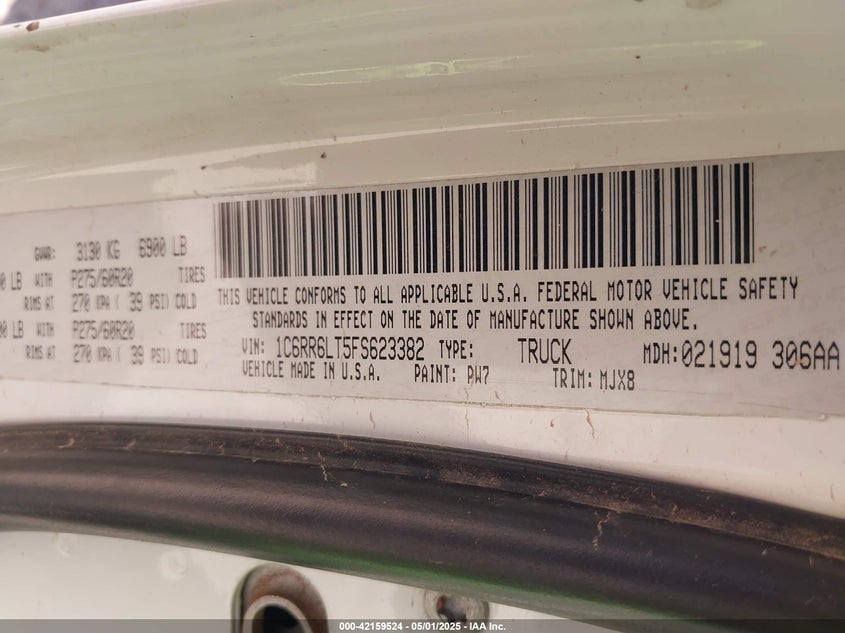 GVWR: 3130 KG 6900 LB
LB WITH P275/60R20 TIRES
RIMS AT 270 KPA ( 39 PSI) COLD
LB WITH P275/60R20 TIRES
RIMS AT 270 KPA ( 39 PSI) COLD
THIS VEHICLE CONFORMS TO ALL APPLICABLE U.S.A. FEDERAL MOTOR VEHICLE SAFETY
STANDARDS IN EFFECT ON THE DATE OF MANUFACTURE SHOWN ABOVE.
VIN: 1C6RR6LT5FS623382 TYPE: TRUCK MDH:021919 306AA
VEHICLE MADE IN U.S.A. PAINT: PW7 TRIM: MJX8
000-42159524 - 05/01/2025 - IAA Inc.